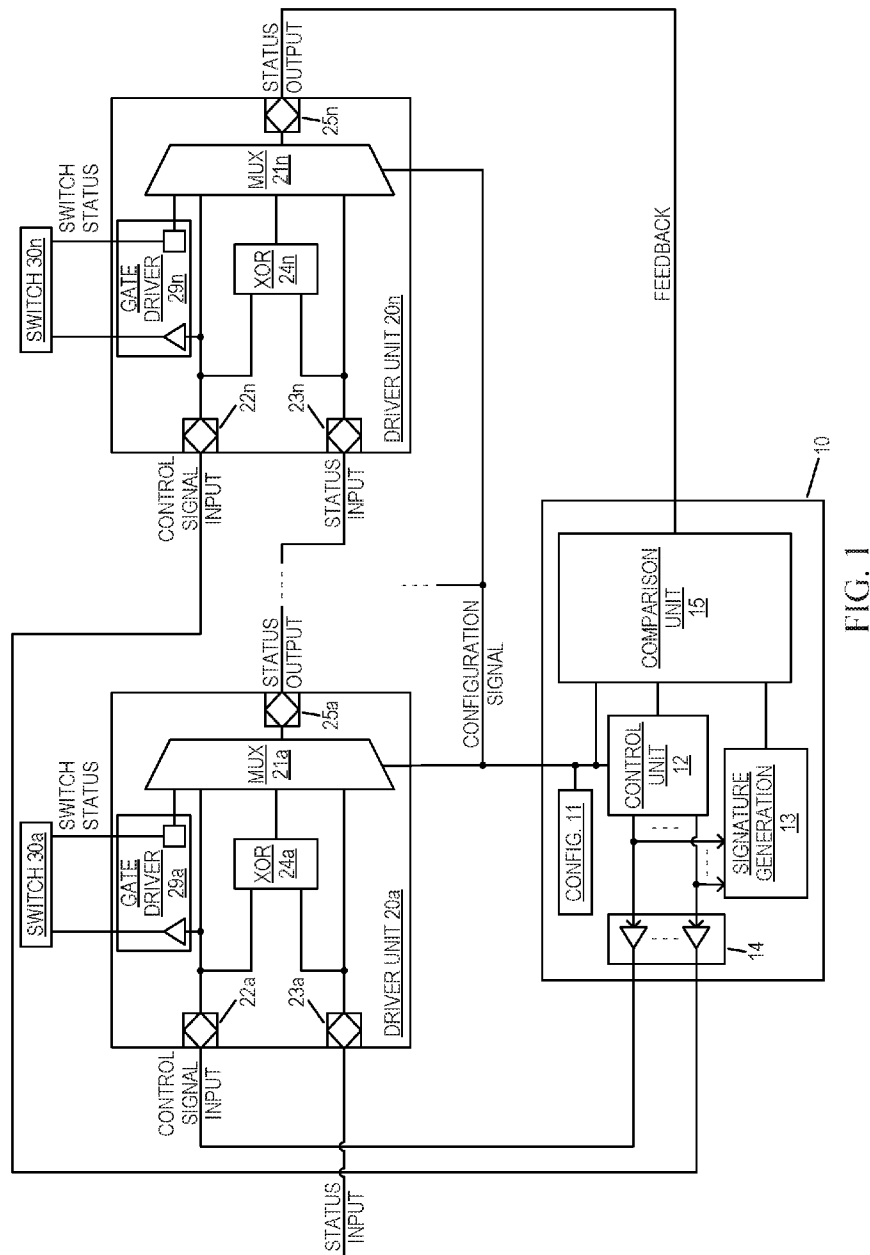 SWITCH 30a
SWITCH
STATUS
GATE
DRIVER
29a
MUX
21a
XOR
24a
CONTROL
SIGNAL
INPUT
22a
STATUS
INPUT
23a
DRIVER UNIT 20a
STATUS
OUTPUT
25a
SWITCH 30n
SWITCH
STATUS
GATE
DRIVER
29n
MUX
21n
XOR
24n
CONTROL
SIGNAL
INPUT
22n
STATUS
INPUT
23n
DRIVER UNIT 20n
STATUS
OUTPUT
25n
CONFIGURATION
SIGNAL
FEEDBACK
CONFIG. 11
CONTROL
UNIT
12
SIGNATURE
GENERATION
13
14
COMPARISON
UNIT
15
10
FIG. 1